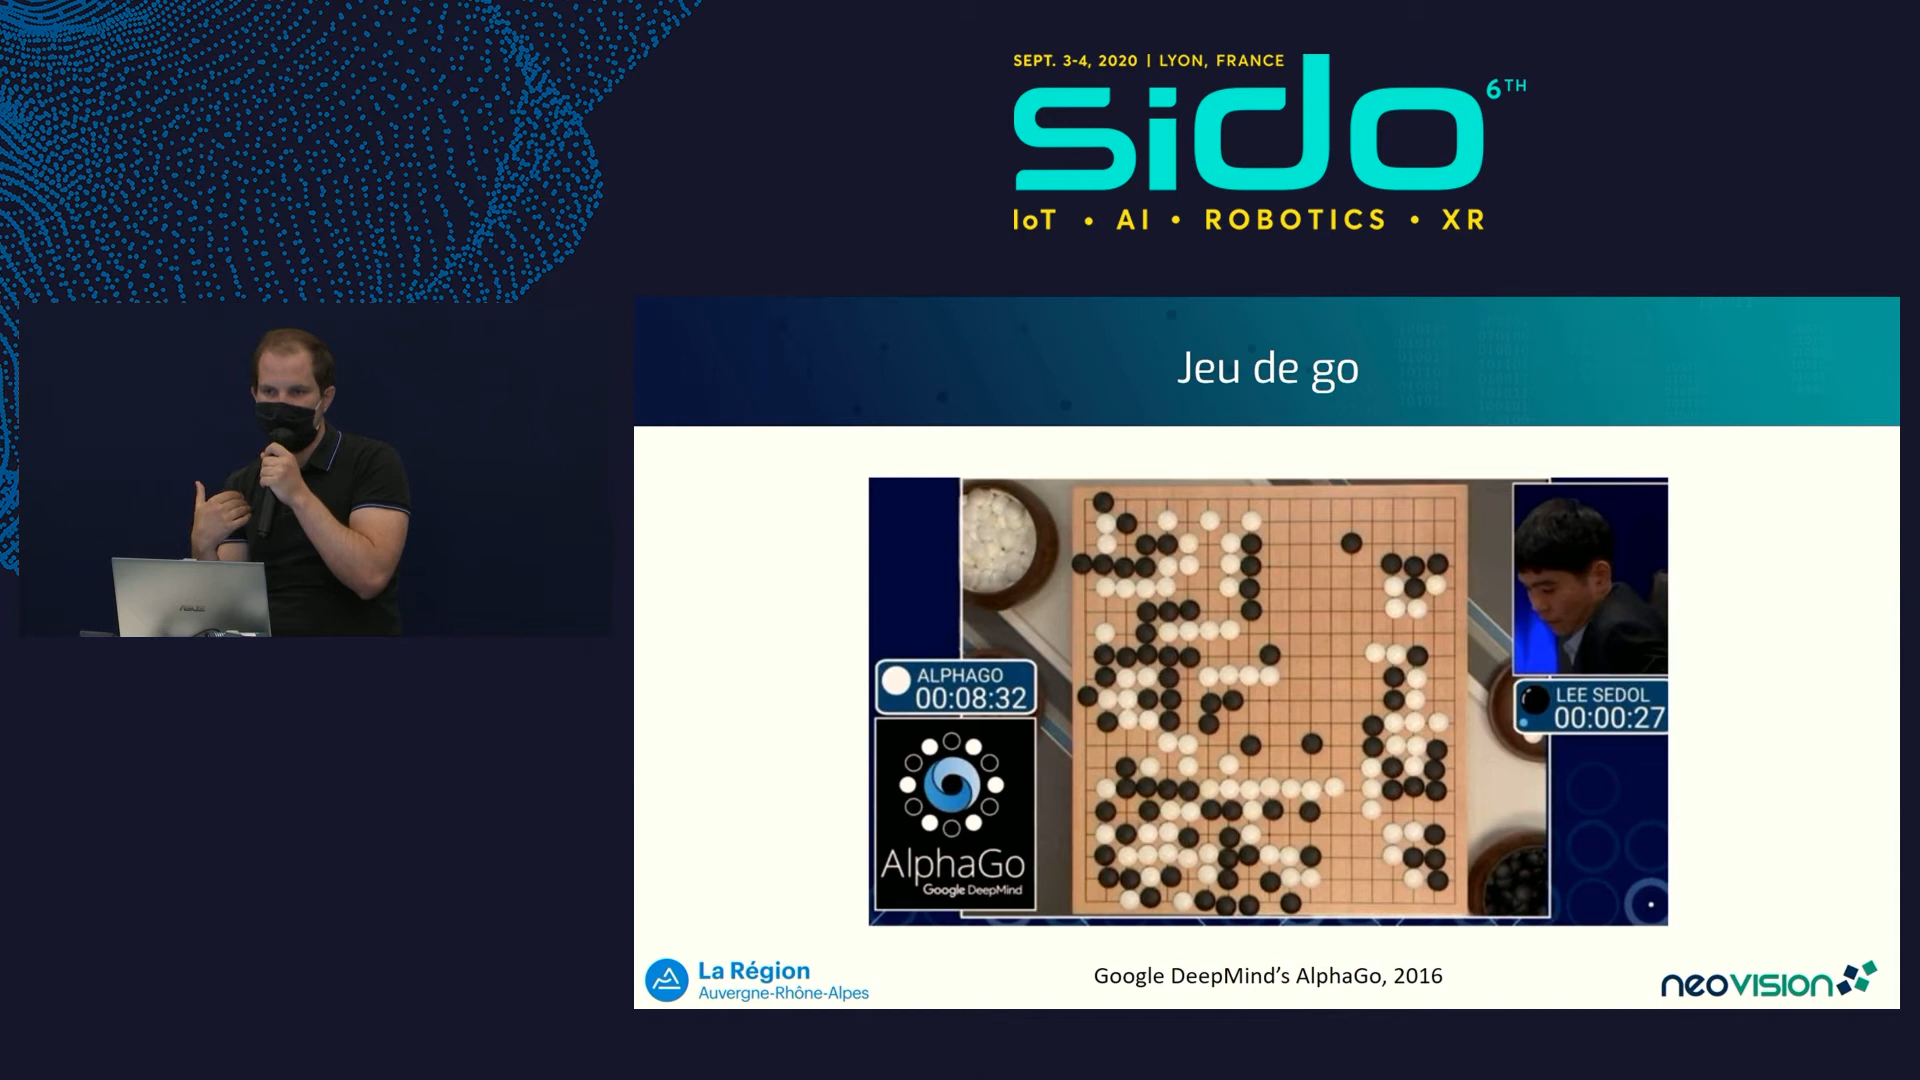 SEPT. 3-4, 2020 | LYON, FRANCE
sido 6TH
IoT • AI • ROBOTICS • XR
Jeu de go
ALPHAGO
00:08:32
LEE SEDOL
00:00:27
AlphaGo
Google DeepMind
ASUS
La Région
Auvergne-Rhône-Alpes
Google DeepMind's AlphaGo, 2016
neovision